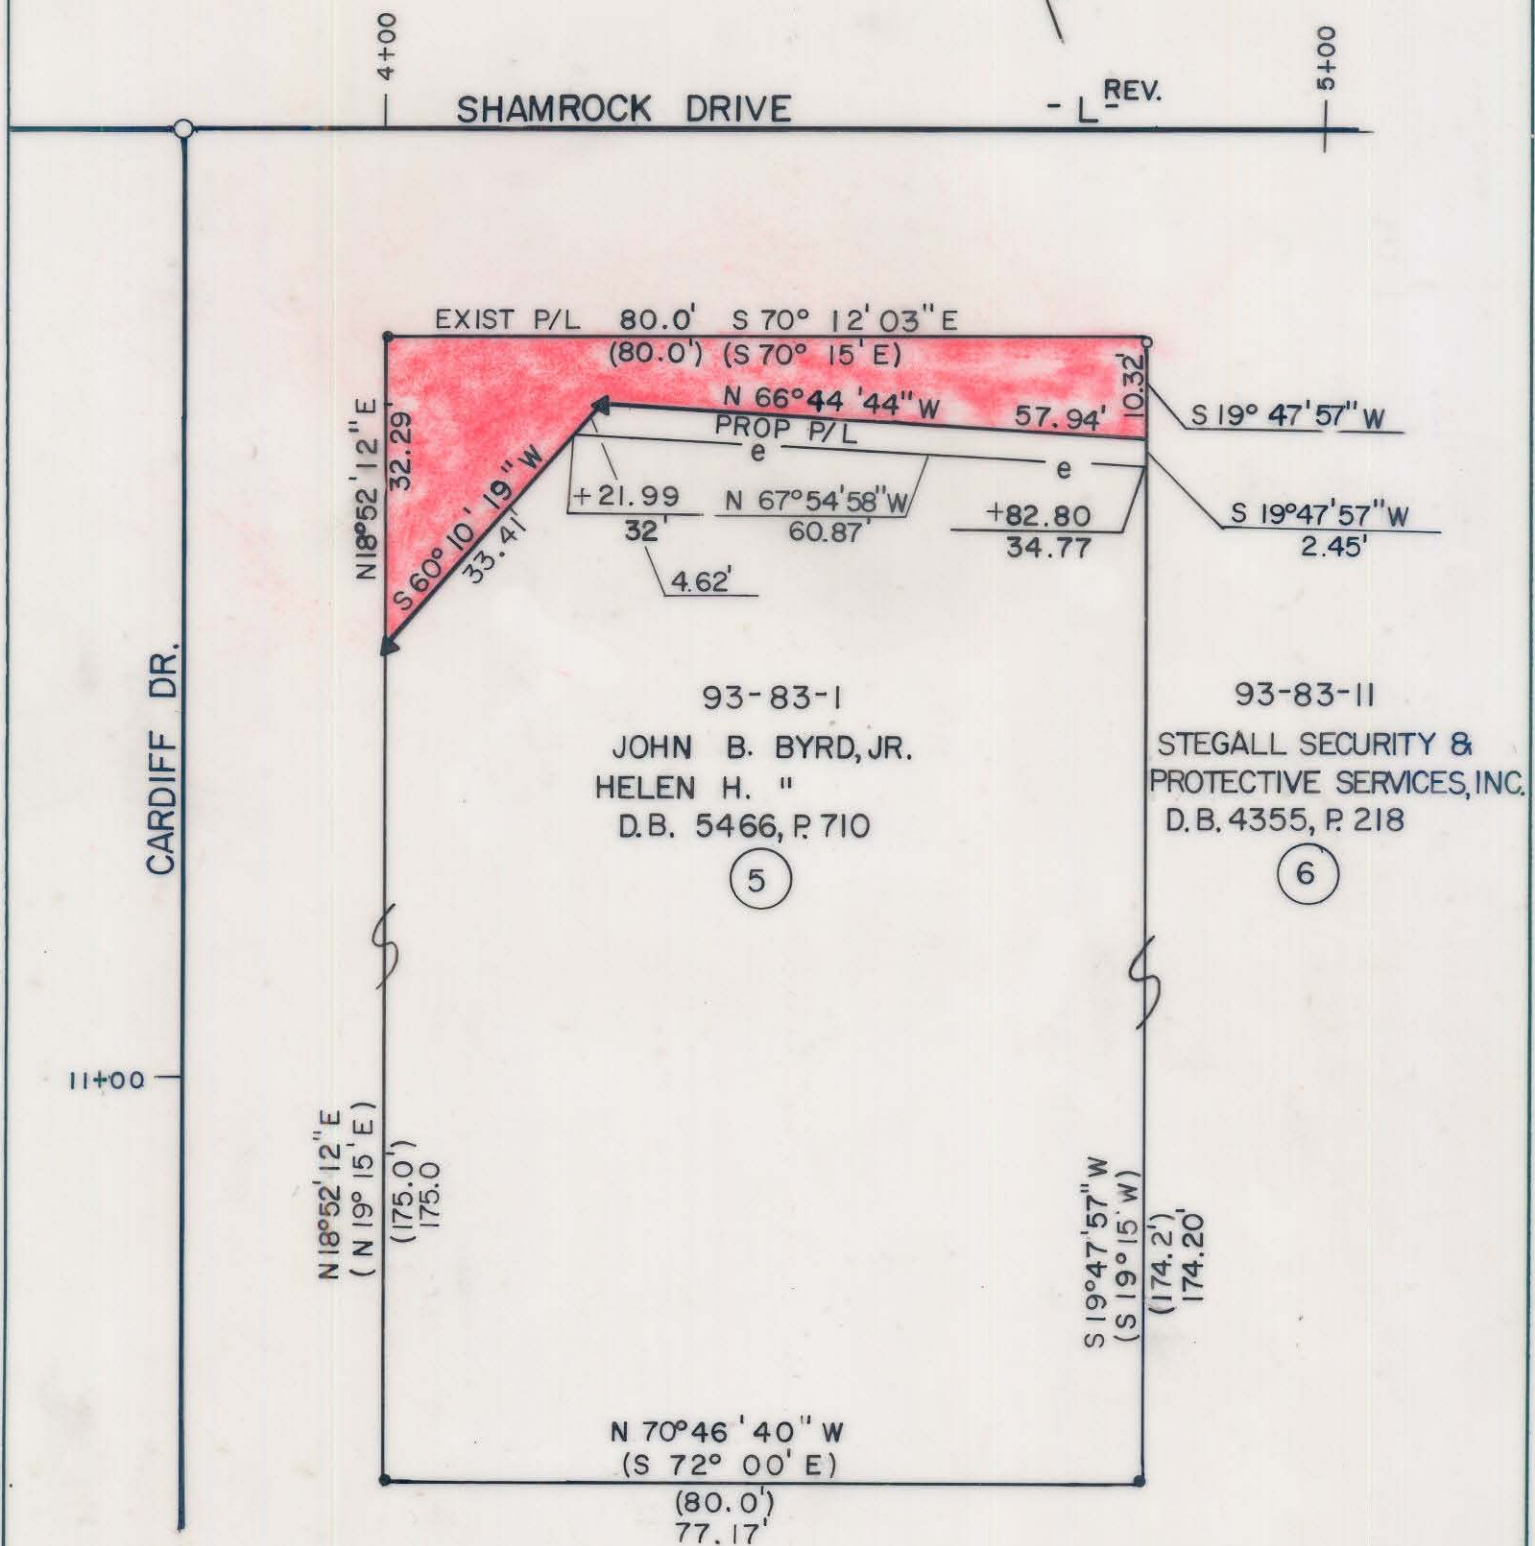 4+00
5+00
SHAMROCK DRIVE
- L - REV.
EXIST P/L 80.0' S 70° 12' 03" E
(80.0') (S 70° 15' E)
N18°52'12" E
32.29'
N 66°44'44" W
57.94'
10.32'
PROP P/L
e
e
S 19° 47'57" W
S 60° 10' 19" W
33.41'
+21.99
32'
N 67°54'58" W
60.87'
+82.80
34.77
S 19°47'57" W
2.45'
4.62'
CARDIFF DR.
93-83-1
JOHN B. BYRD, JR.
HELEN H. "
D.B. 5466, P. 710
5
93-83-11
STEGALL SECURITY &
PROTECTIVE SERVICES, INC.
D.B. 4355, P. 218
6
11+00
N18°52'12" E
(N 19° 15' E)
(175.0')
175.0
S19°47'57" W
(S 19° 15' W)
(174.2')
174.20'
N 70°46'40" W
(S 72° 00' E)
(80.0')
77.17'